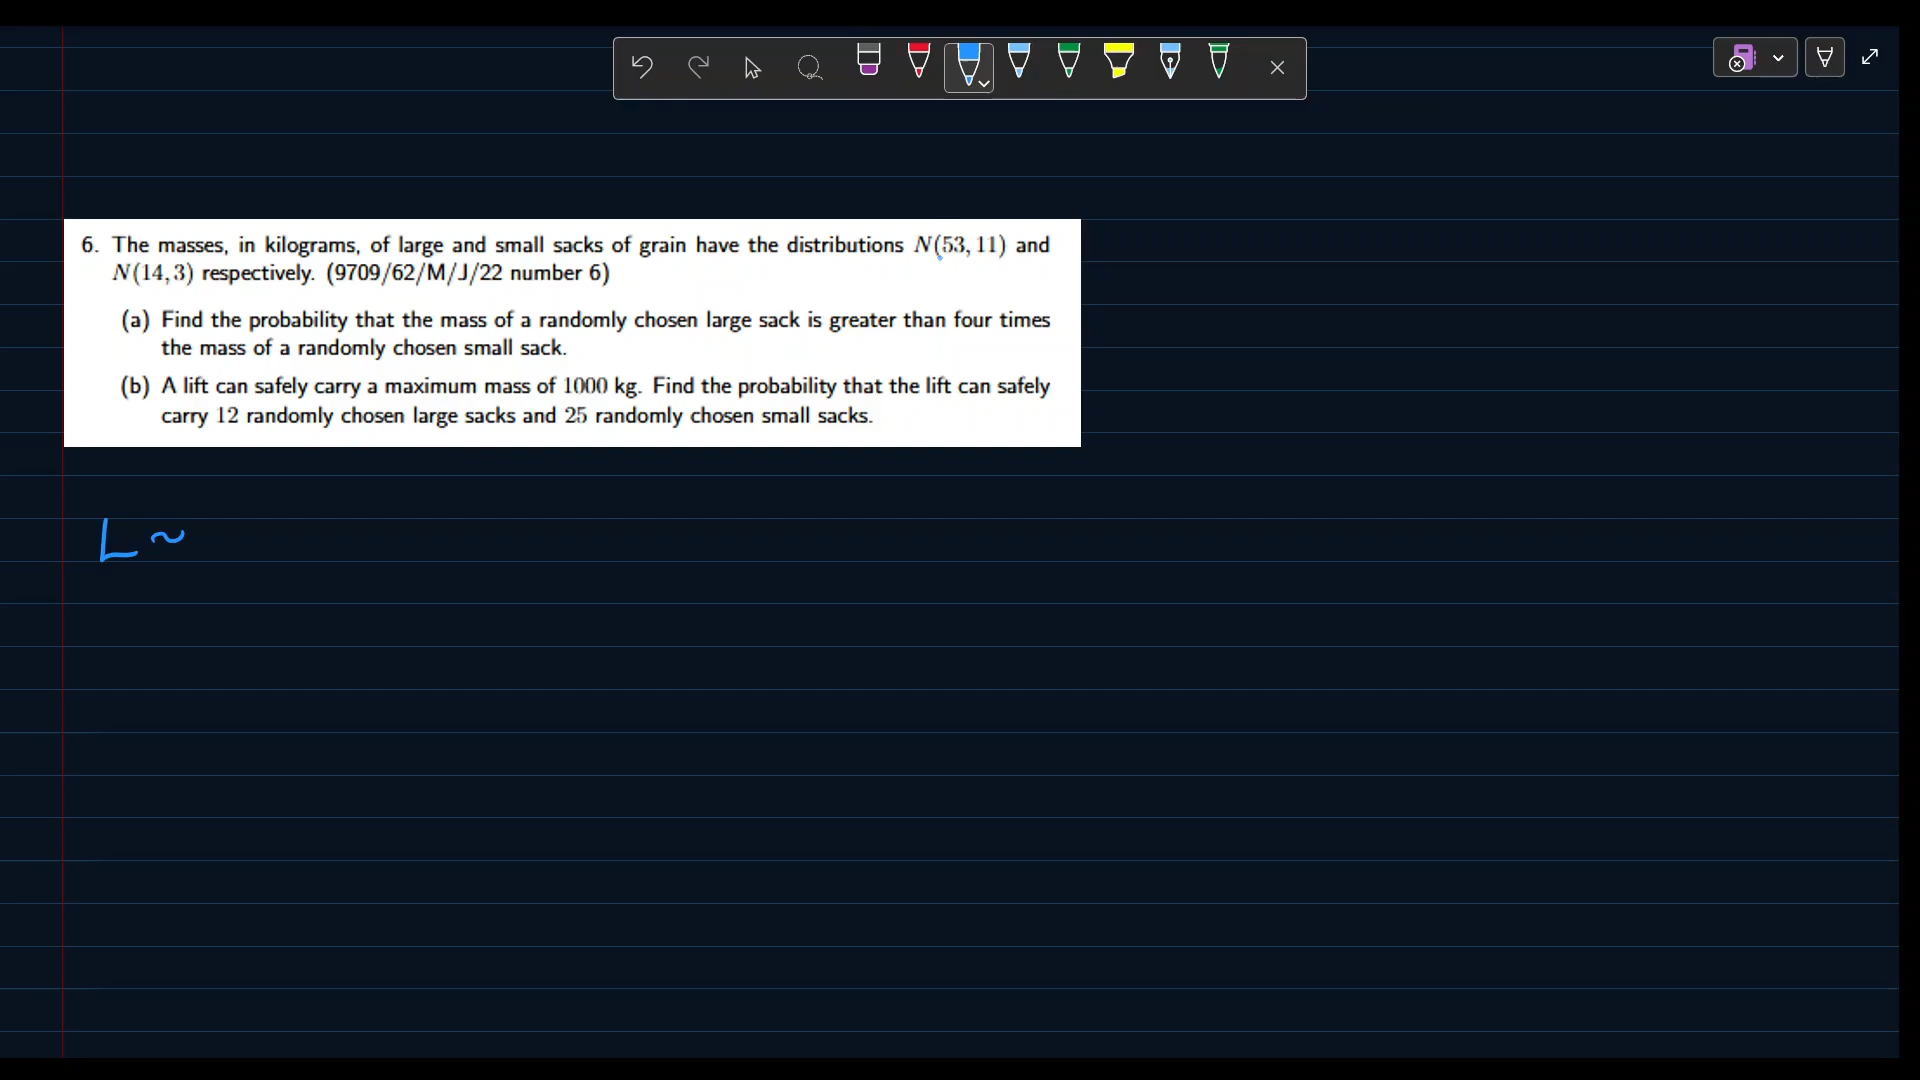 6. The masses, in kilograms, of large and small sacks of grain have the distributions N(53, 11) and
N(14, 3) respectively. (9709/62/M/J/22 number 6)
(a) Find the probability that the mass of a randomly chosen large sack is greater than four times
the mass of a randomly chosen small sack.
(b) A lift can safely carry a maximum mass of 1000 kg. Find the probability that the lift can safely
carry 12 randomly chosen large sacks and 25 randomly chosen small sacks.
L ~